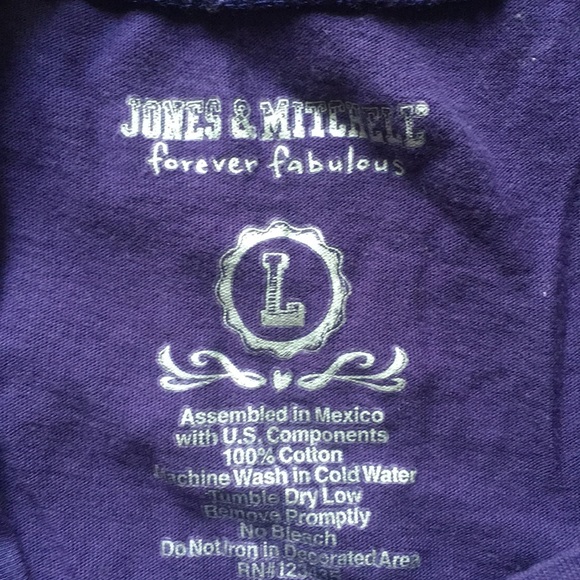 JONES & MITCHELL®
forever fabulous
L
Assembled in Mexico
with U.S. Components
100% Cotton
Machine Wash in Cold Water
Tumble Dry Low
Remove Promptly
No Bleach
Do Not Iron in Decorated Area